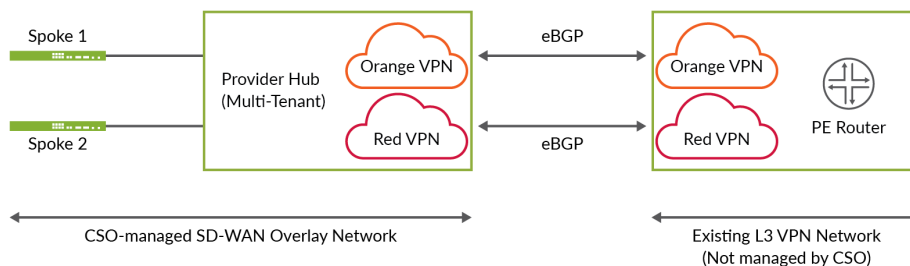 Spoke 1
Spoke 2
Provider Hub
(Multi-Tenant)
Orange VPN
Red VPN
eBGP
eBGP
Orange VPN
Red VPN
PE Router
CSO-managed SD-WAN Overlay Network
Existing L3 VPN Network
(Not managed by CSO)